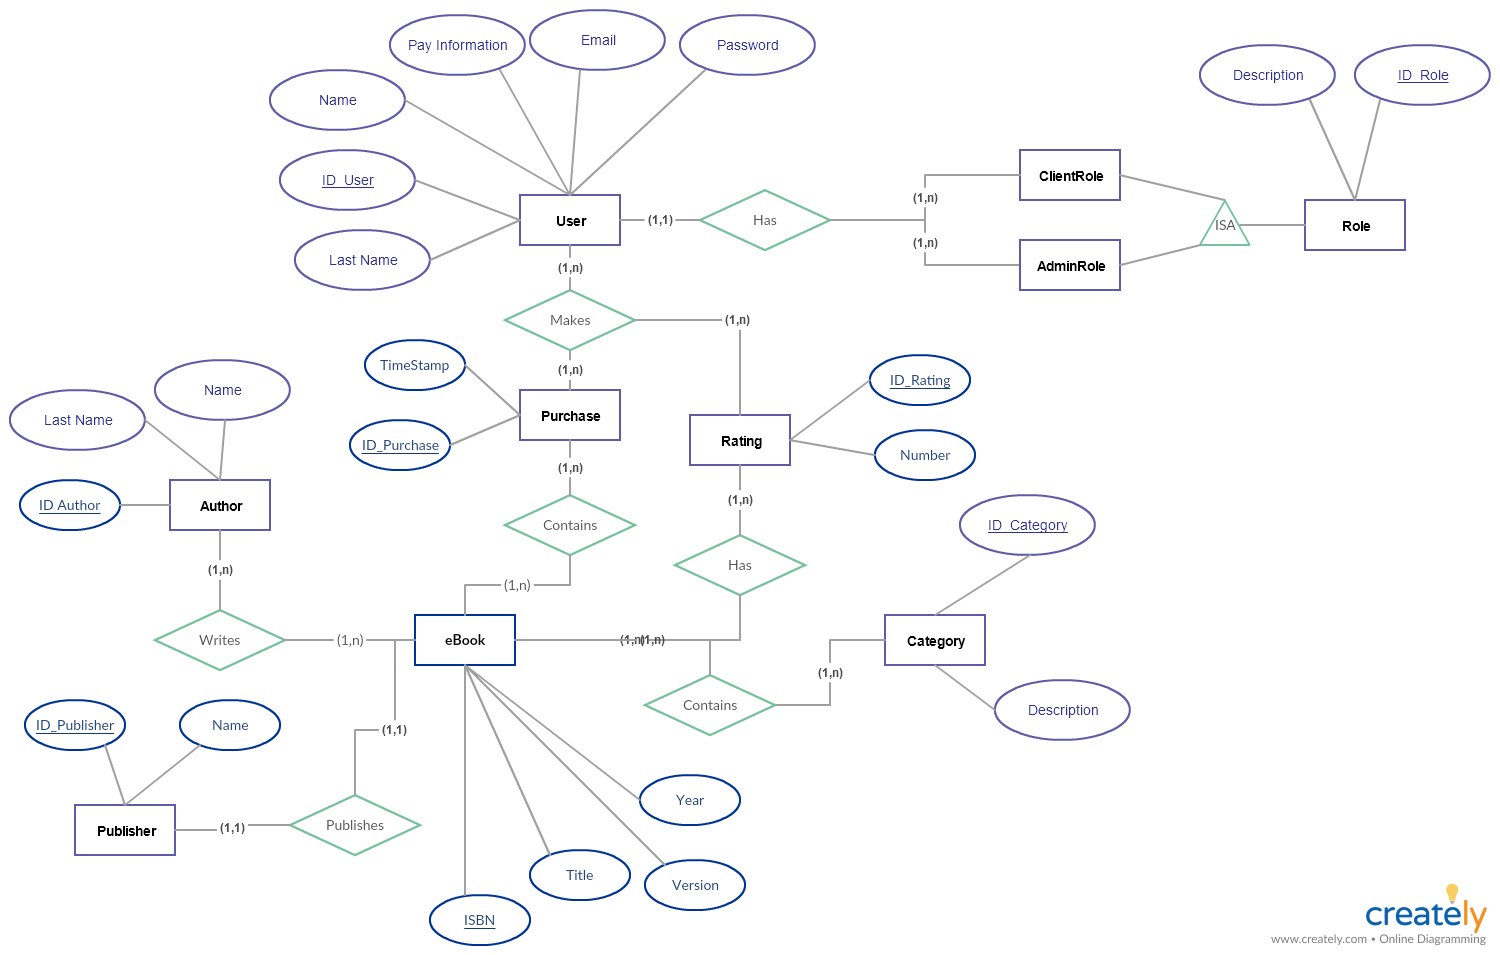 Pay Information
Email
Password
Description
ID_Role
Name
ID_User
ClientRole
User
(1,1)
Has
(1,n)
ISA
Role
(1,n)
Last Name
(1,n)
AdminRole
Makes
(1,n)
TimeStamp
(1,n)
ID_Rating
Name
Last Name
Purchase
ID_Purchase
Rating
Number
(1,n)
ID Author
Author
(1,n)
Contains
ID_Category
(1,n)
Has
(1,n)
Writes
(1,n)
eBook
(1,n)
(1,n)
Category
(1,n)
Contains
Description
ID_Publisher
Name
(1,1)
Year
Publisher
(1,1)
Publishes
Title
Version
ISBN
creately
www.creately.com • Online Diagramming